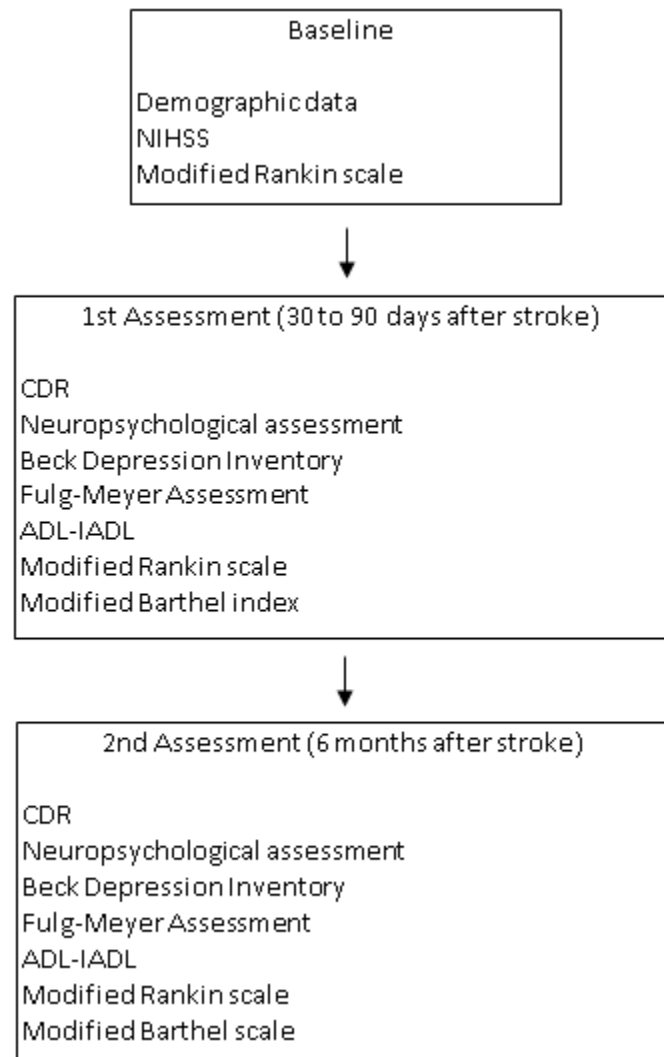 Baseline
Demographic data
NIHSS
Modified Rankin scale
1st Assessment (30 to 90 days after stroke)
CDR
Neuropsychological assessment
Beck Depression Inventory
Fulg-Meyer Assessment
ADL-IADL
Modified Rankin scale
Modified Barthel index
2nd Assessment (6 months after stroke)
CDR
Neuropsychological assessment
Beck Depression Inventory
Fulg-Meyer Assessment
ADL-IADL
Modified Rankin scale
Modified Barthel scale